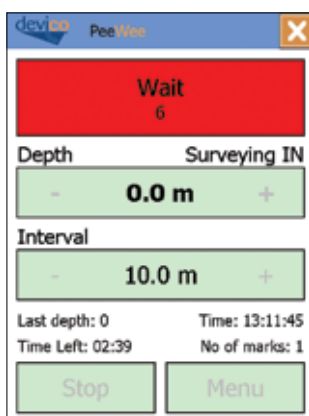 devico PeeWee
Wait
6
Depth Surveying IN
- 0.0 m +
Interval
- 10.0 m +
Last depth: 0 Time: 13:11:45
Time Left: 02:39 No of marks: 1
Stop Menu